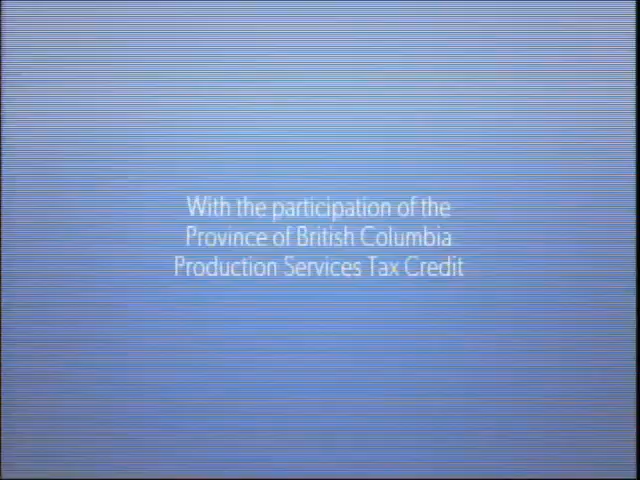 With the participation of the
Province of British Columbia
Production Services Tax Credit